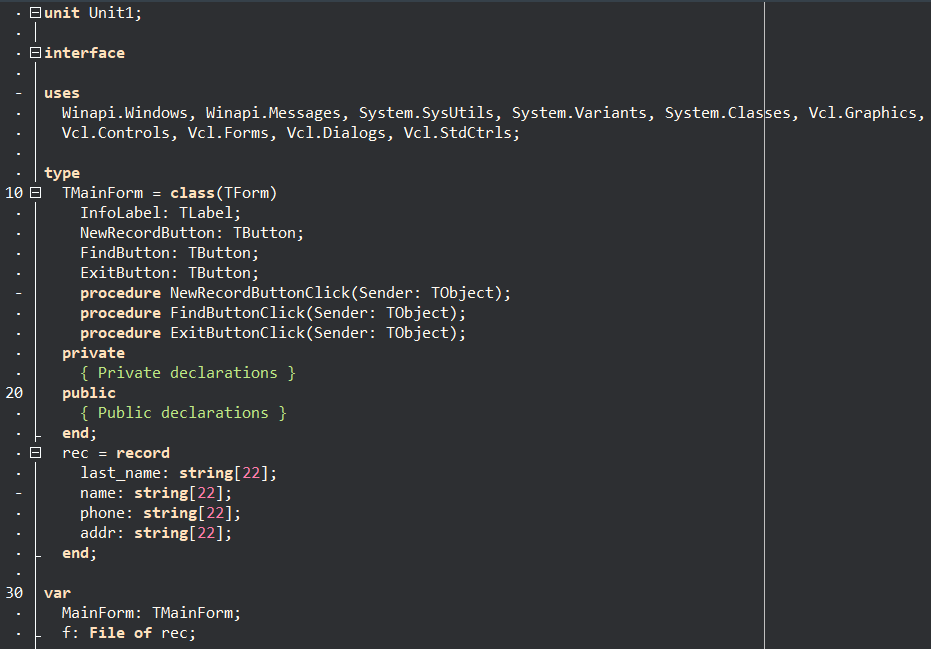 unit Unit1;
interface
uses
Winapi.Windows, Winapi.Messages, System.SysUtils, System.Variants, System.Classes, Vcl.Graphics,
Vcl.Controls, Vcl.Forms, Vcl.Dialogs, Vcl.StdCtrls;
type
10 TMainForm = class(TForm)
InfoLabel: TLabel;
NewRecordButton: TButton;
FindButton: TButton;
ExitButton: TButton;
procedure NewRecordButtonClick(Sender: TObject);
procedure FindButtonClick(Sender: TObject);
procedure ExitButtonClick(Sender: TObject);
private
{ Private declarations }
20 public
{ Public declarations }
end;
rec = record
last_name: string[22];
name: string[22];
phone: string[22];
addr: string[22];
end;
30 var
MainForm: TMainForm;
f: File of rec;